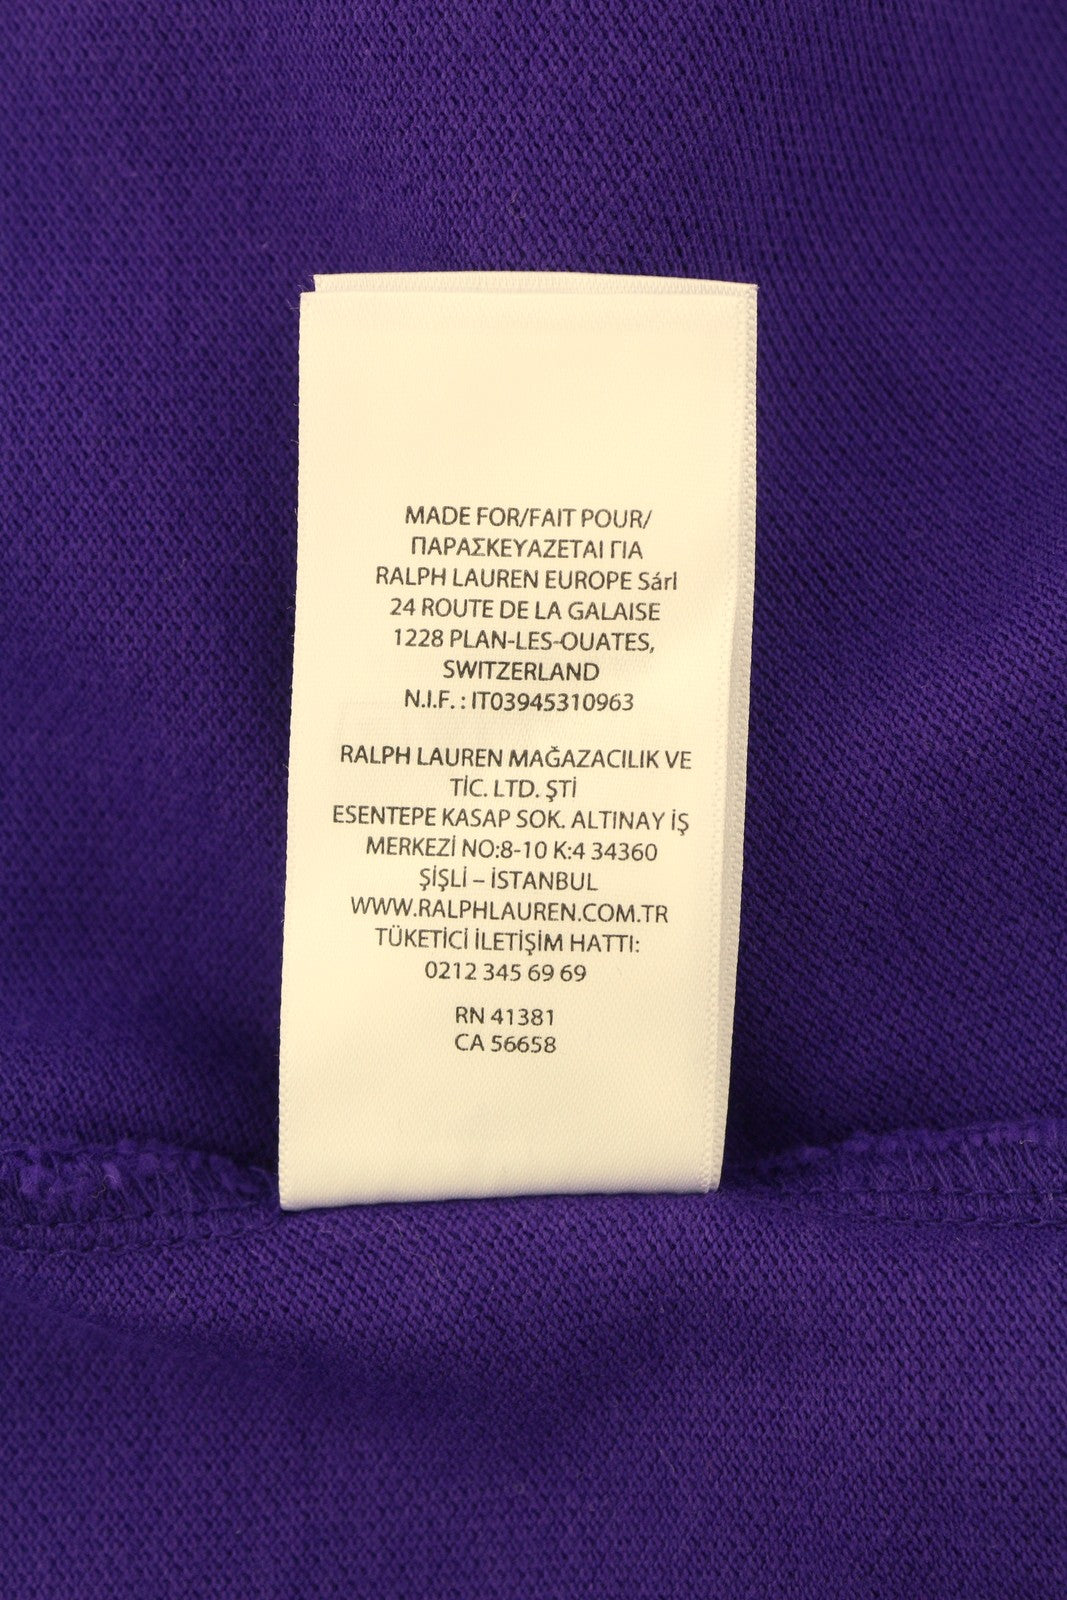 MADE FOR/FAIT POUR/
ΠΑΡΑΣΚΕΥΑΖΕΤΑΙ ΓΙΑ
RALPH LAUREN EUROPE Sárl
24 ROUTE DE LA GALAISE
1228 PLAN-LES-OUATES,
SWITZERLAND
N.I.F. : IT03945310963
RALPH LAUREN MAĞAZACILIK VE
TİC. LTD. ŞTİ
ESENTEPE KASAP SOK. ALTINAY İŞ
MERKEZİ NO:8-10 K:4 34360
ŞİŞLİ – İSTANBUL
WWW.RALPHLAUREN.COM.TR
TÜKETİCİ İLETİŞİM HATTI:
0212 345 69 69
RN 41381
CA 56658